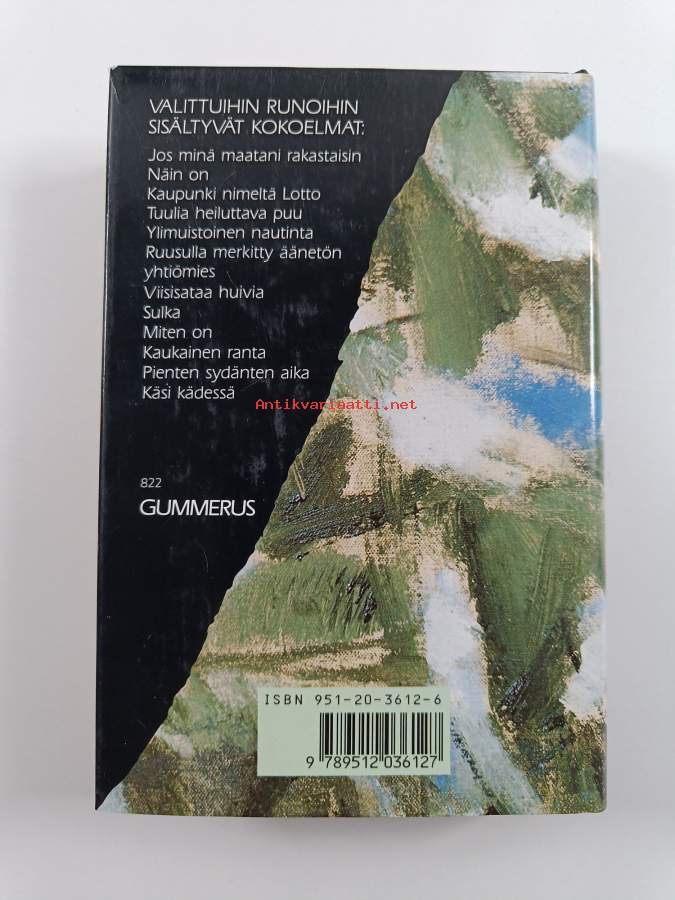 VALITTUIHIN RUNOIHIN
SISÄLTYVÄT KOKOELMAT:
Jos minä maatani rakastaisin
Näin on
Kaupunki nimeltä Lotto
Tuulia heiluttava puu
Ylimuistoinen nautinta
Ruusulla merkitty äänetön
yhtiömies
Viisisataa huivia
Sulka
Miten on
Kaukainen ranta
Pienten sydänten aika
Käsi kädessä
Antikvariaatti.net
822
GUMMERUS
ISBN 951-20-3612-6
9 789512 036127